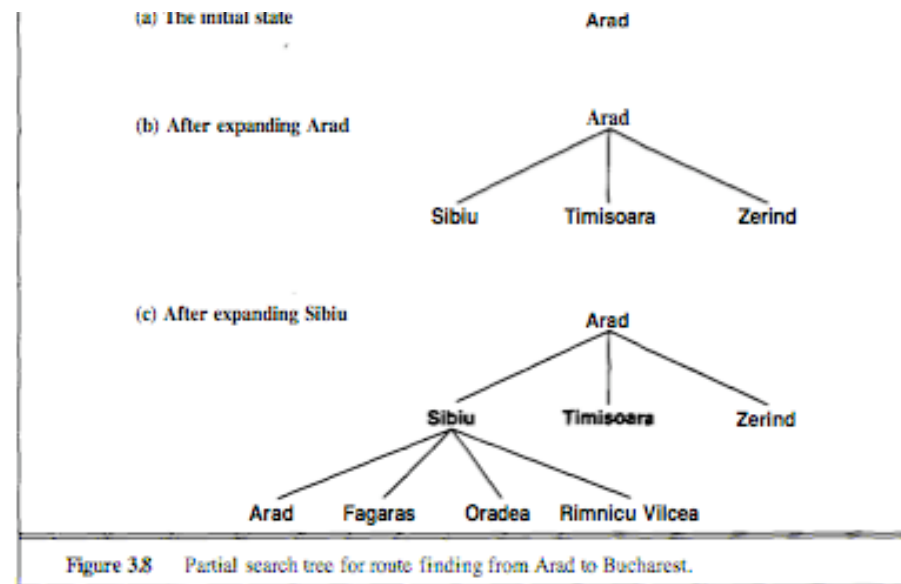 (a) The initial state Arad
(b) After expanding Arad Arad
Sibiu Timisoara Zerind
(c) After expanding Sibiu Arad
Sibiu Timisoara Zerind
Arad Fagaras Oradea Rimnicu Vilcea
Figure 3.8 Partial search tree for route finding from Arad to Bucharest.